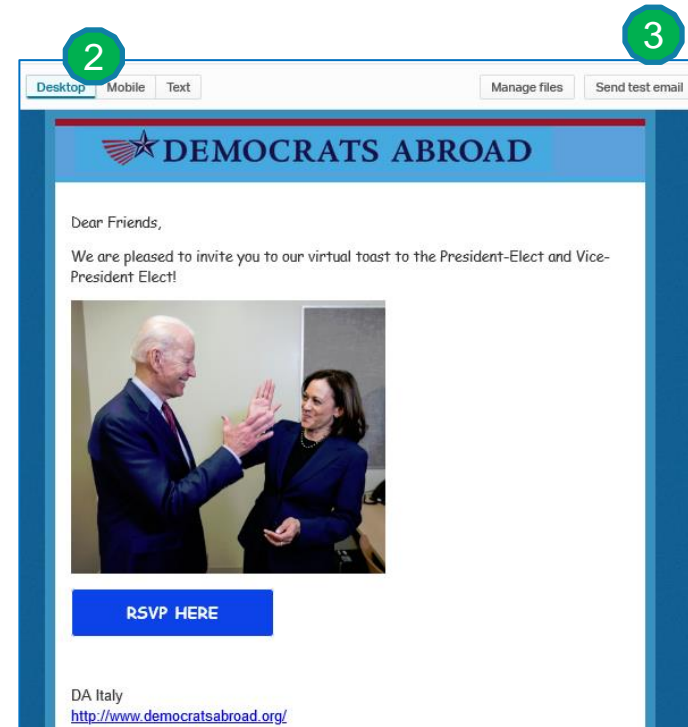 2
3
Desktop Mobile Text Manage files Send test email
DEMOCRATS ABROAD
Dear Friends,
We are pleased to invite you to our virtual toast to the President-Elect and Vice-
President Elect!
RSVP HERE
DA Italy
http://www.democratsabroad.org/